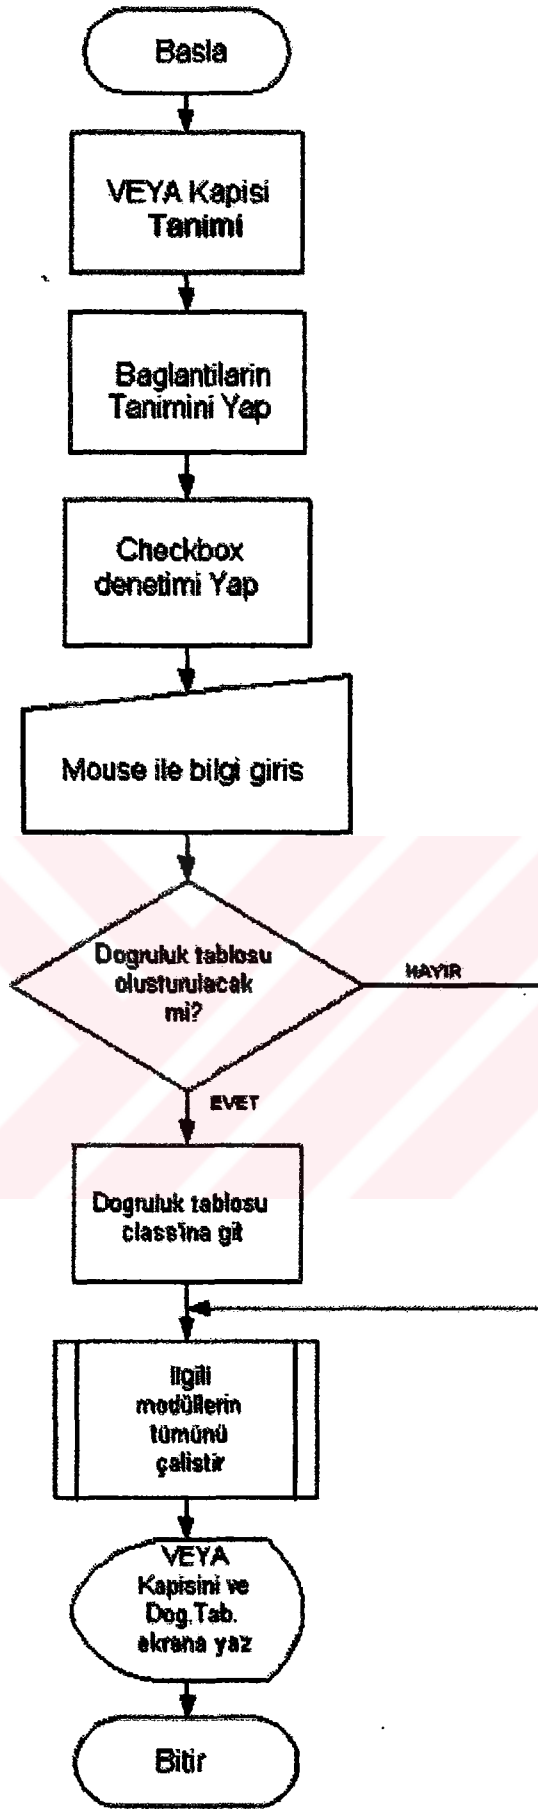 Basla
VEYA Kapisi
Tanimi
Baglantilarin
Tanimini Yap
Checkbox
denetimi Yap
Mouse ile bilgi giris
Dogruluk tablosu
olusturulacak
mi?
HAYIR
EVET
Dogruluk tablosu
class'ina git
Ilgili
modüllerin
tümünü
çalistir
VEYA
Kapisini ve
Dog.Tab.
ekrana yaz
Bitir